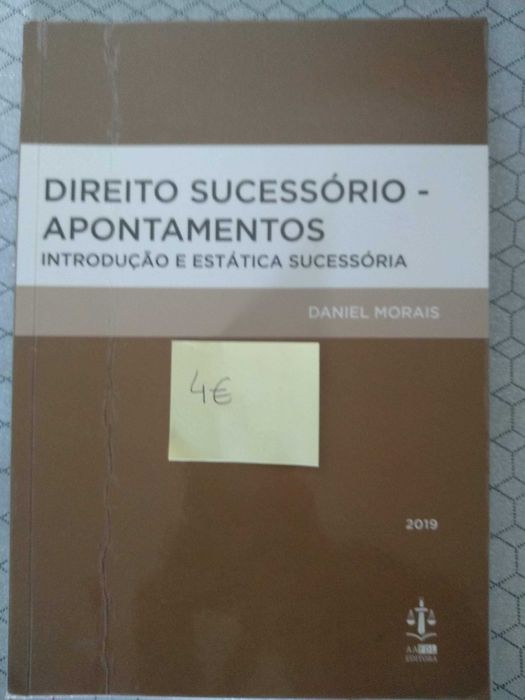 DIREITO SUCESSÓRIO -
APONTAMENTOS
INTRODUÇÃO E ESTÁTICA SUCESSÓRIA
DANIEL MORAIS
4€
2019
AAFDL
EDITORA